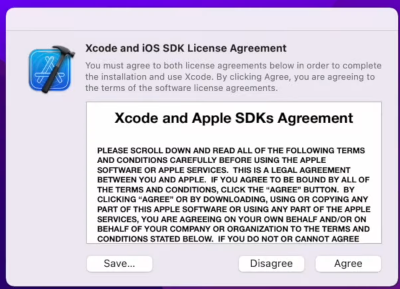 Xcode and iOS SDK License Agreement
You must agree to both license agreements below in order to complete
the installation and use Xcode. By clicking Agree, you are agreeing to
the terms of the software license agreements.
Xcode and Apple SDKs Agreement
PLEASE SCROLL DOWN AND READ ALL OF THE FOLLOWING TERMS
AND CONDITIONS CAREFULLY BEFORE USING THE APPLE
SOFTWARE OR APPLE SERVICES. THIS IS A LEGAL AGREEMENT
BETWEEN YOU AND APPLE. IF YOU AGREE TO BE BOUND BY ALL OF
THE TERMS AND CONDITIONS, CLICK THE “AGREE” BUTTON. BY
CLICKING “AGREE” OR BY DOWNLOADING, USING OR COPYING ANY
PART OF THIS APPLE SOFTWARE OR USING ANY PART OF THE APPLE
SERVICES, YOU ARE AGREEING ON YOUR OWN BEHALF AND/OR ON
BEHALF OF YOUR COMPANY OR ORGANIZATION TO THE TERMS AND
CONDITIONS STATED BELOW. IF YOU DO NOT OR CANNOT AGREE
Save... Disagree Agree